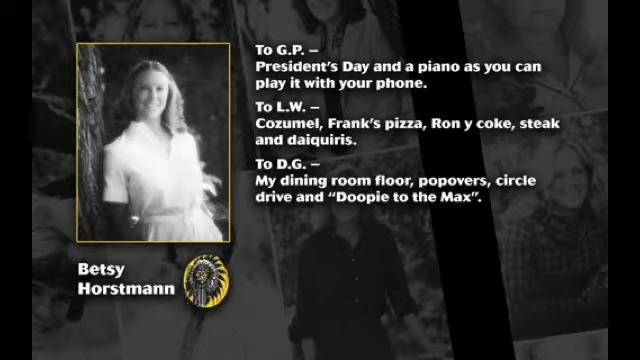 To G.P. –
President's Day and a piano as you can
play it with your phone.
To L.W. –
Cozumel, Frank's pizza, Ron y coke, steak
and daiquiris.
To D.G. –
My dining room floor, popovers, circle
drive and "Doopie to the Max".
Betsy
Horstmann